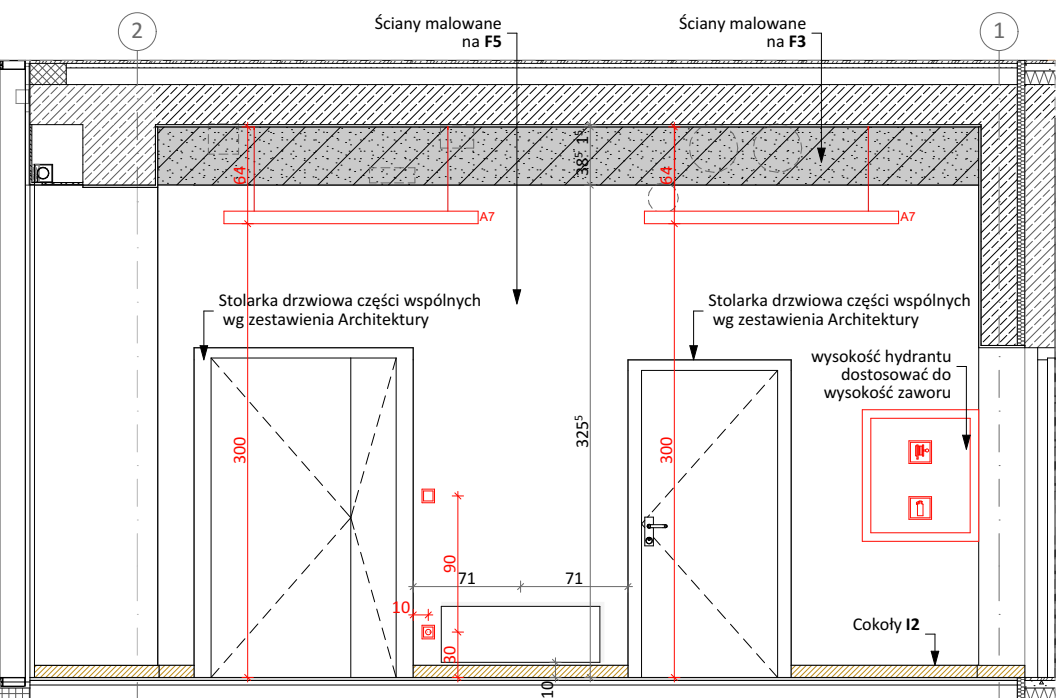 2
Ściany malowane
na F5
Ściany malowane
na F3
1
64
38⁵ 1⁵
64
A7
A7
Stolarka drzwiowa części wspólnych
wg zestawienia Architektury
Stolarka drzwiowa części wspólnych
wg zestawienia Architektury
wysokość hydrantu
dostosować do
wysokość zaworu
300
325⁵
300
90
71
71
10
30
Cokoły I2
10